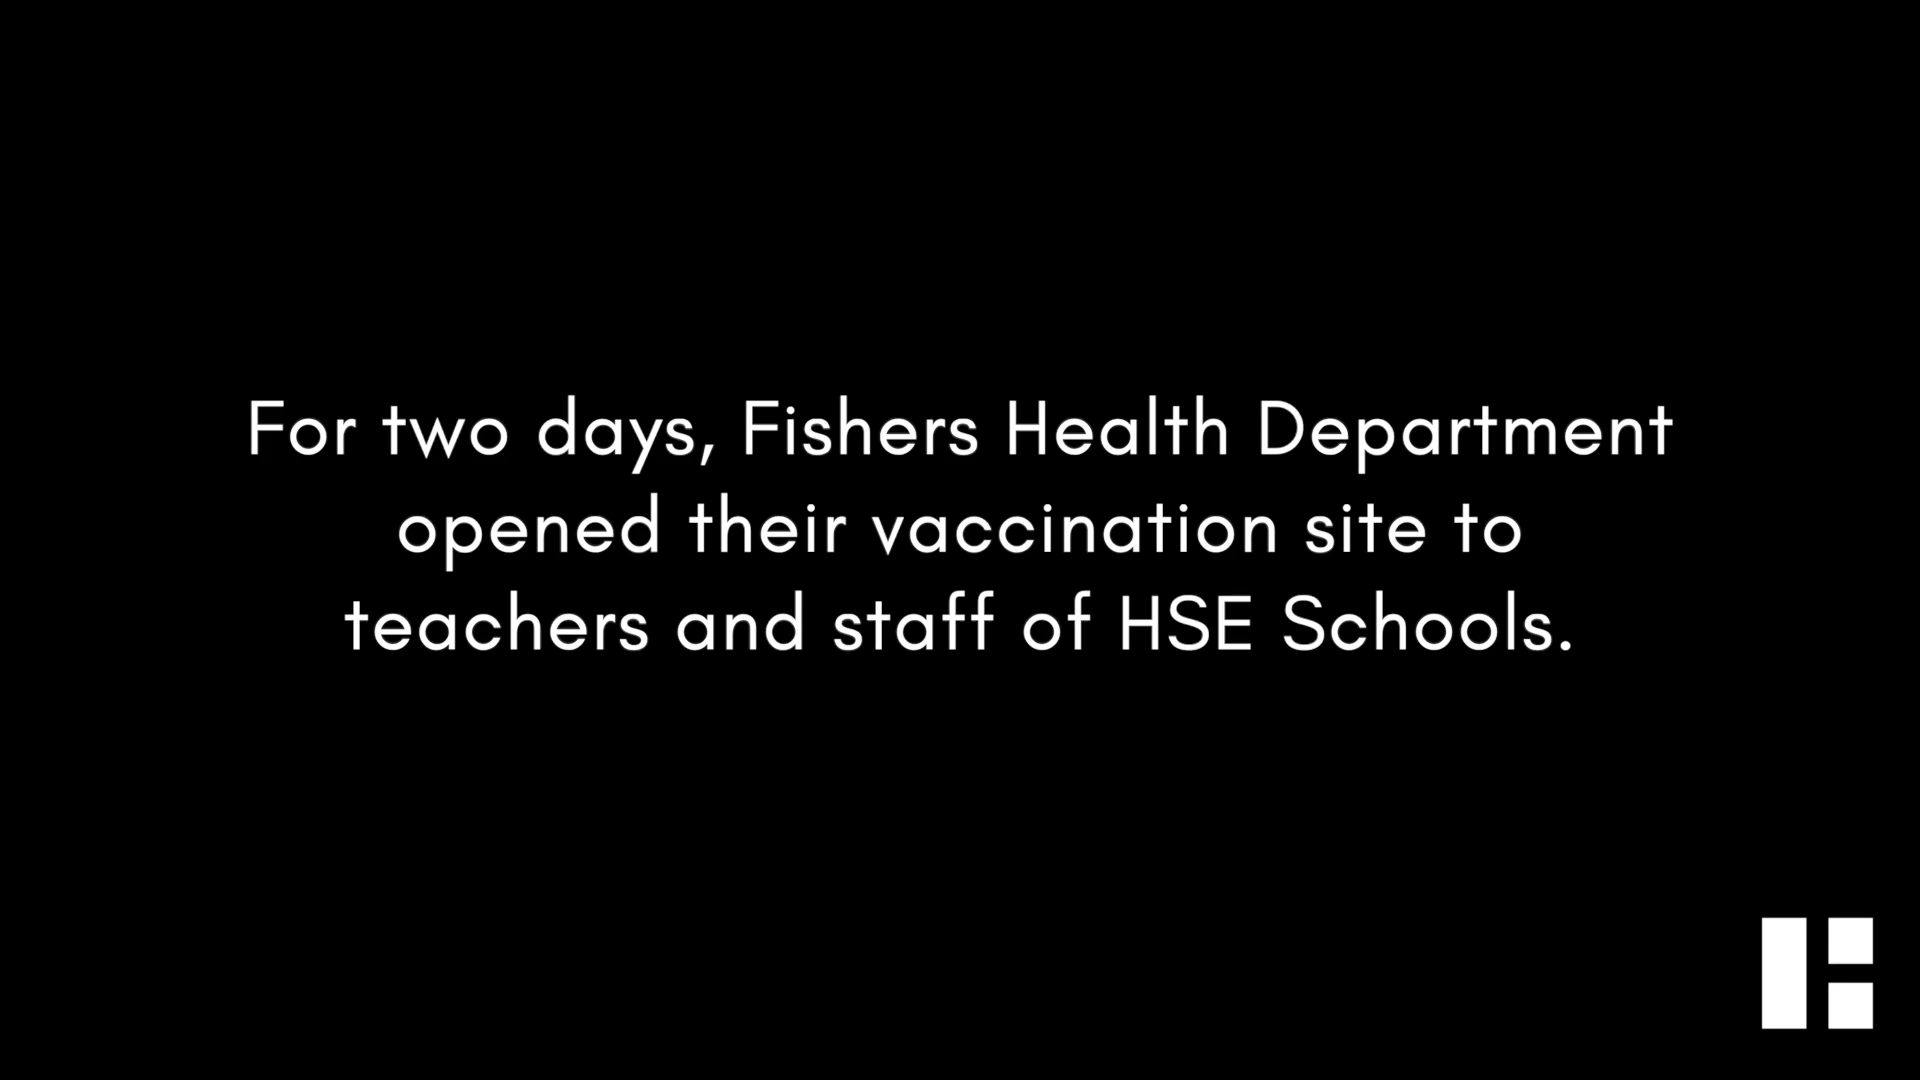 For two days, Fishers Health Department
opened their vaccination site to
teachers and staff of HSE Schools.